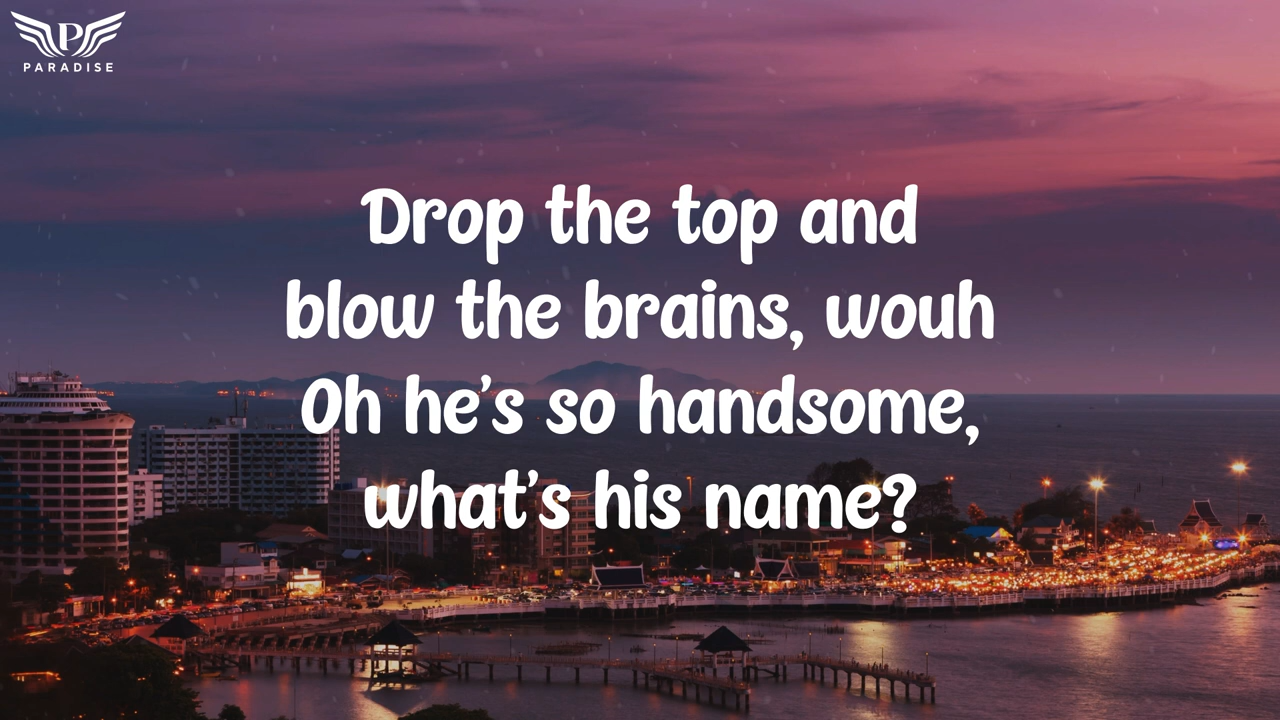 P
PARADISE
Drop the top and
blow the brains, wouh
Oh he's so handsome,
what's his name?